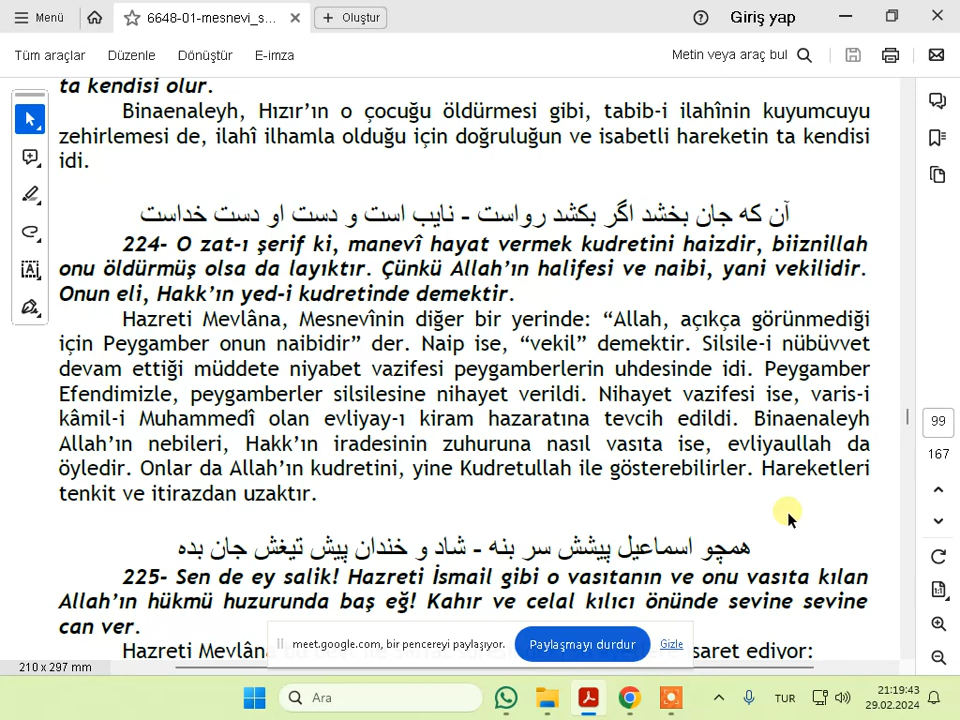 Menü
6648-01-mesnevi_s...
Oluştur
Giriş yap
Tüm araçlar
Düzenle
Dönüştür
E-imza
Metin veya araç bul
ta kendisi olur.
Binaenaleyh, Hızır’ın o çocuğu öldürmesi gibi, tabib-i ilahînin kuyumcuyu
zehirlemesi de, ilahî ilhamla olduğu için doğruluğun ve isabetli hareketin ta kendisi
idi.
آن که جان بخشد اگر بکشد رواست - نایب است و دست او دست خداست
224- O zat-ı şerif ki, manevî hayat vermek kudretini haizdir, biiznillah
onu öldürmüş olsa da layıktır. Çünkü Allah’ın halifesi ve naibi, yani vekilidir.
Onun eli, Hakk’ın yed-i kudretinde demektir.
Hazreti Mevlâna, Mesnevînin diğer bir yerinde: “Allah, açıkça görünmediği
için Peygamber onun naibidir” der. Naip ise, “vekil” demektir. Silsile-i nübüvvet
devam ettiği müddete niyabet vazifesi peygamberlerin uhdesinde idi. Peygamber
Efendimizle, peygamberler silsilesine nihayet verildi. Nihayet vazifesi ise, varis-i
kâmil-i Muhammedî olan evliyay-ı kiram hazaratına tevcih edildi. Binaenaleyh
Allah’ın nebileri, Hakk’ın iradesinin zuhuruna nasıl vasıta ise, evliyaullah da
öyledir. Onlar da Allah’ın kudretini, yine Kudretullah ile gösterebilirler. Hareketleri
tenkit ve itirazdan uzaktır.
همچو اسماعیل پیشش سر بنه - شاد و خندان پیش تیغش جان بده
225- Sen de ey salik! Hazreti İsmail gibi o vasıtanın ve onu vasıta kılan
Allah’ın hükmü huzurunda baş eğ! Kahır ve celal kılıcı önünde sevine sevine
can ver.
Hazreti Mevlâna
saret ediyor:
99
167
meet.google.com, bir pencereyi paylaşıyor.
Paylaşmayı durdur
Gizle
210 x 297 mm
Ara
TUR
21:19:43
29.02.2024